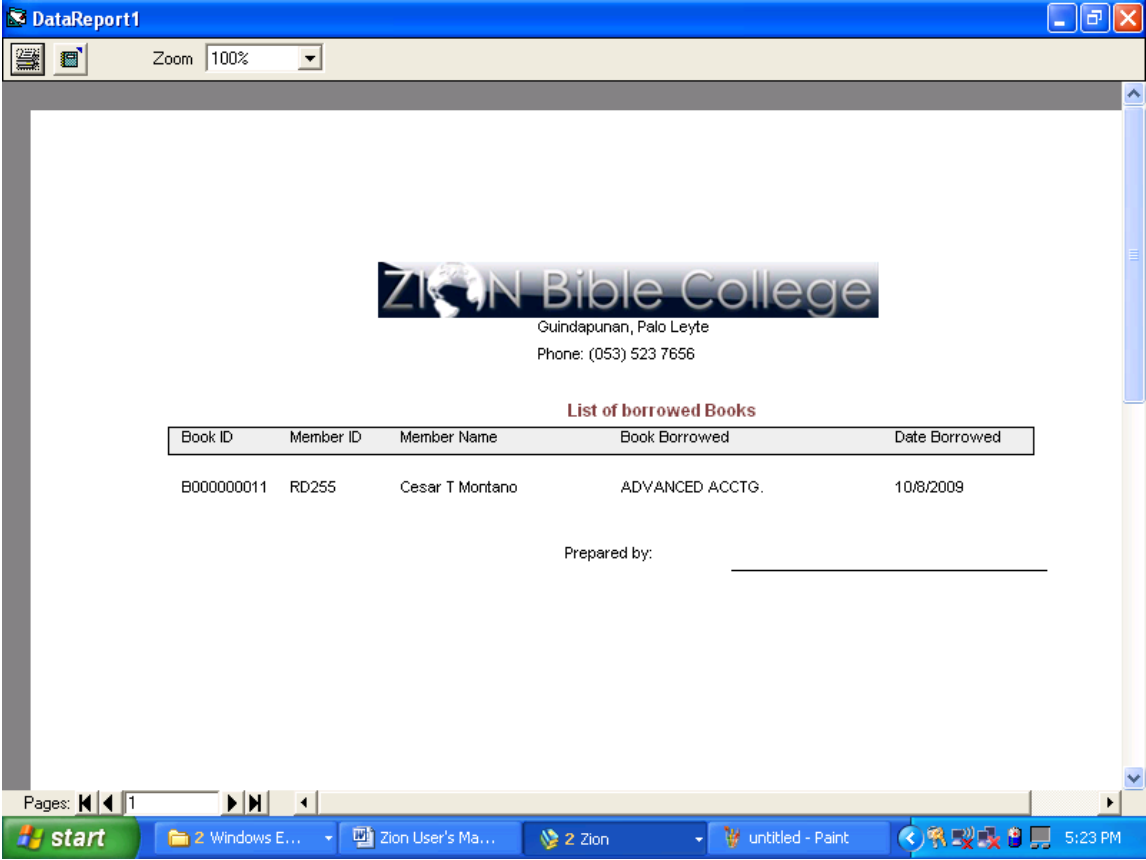 DataReport1
Zoom 100%
ZION Bible College
Guindapunan, Palo Leyte
Phone: (053) 523 7656
List of borrowed Books
Book ID Member ID Member Name Book Borrowed Date Borrowed
B000000011 RD255 Cesar T Montano ADVANCED ACCTG. 10/8/2009
Prepared by:
Pages: 1
start 2 Windows E... Zion User's Ma... 2 Zion untitled - Paint 5:23 PM